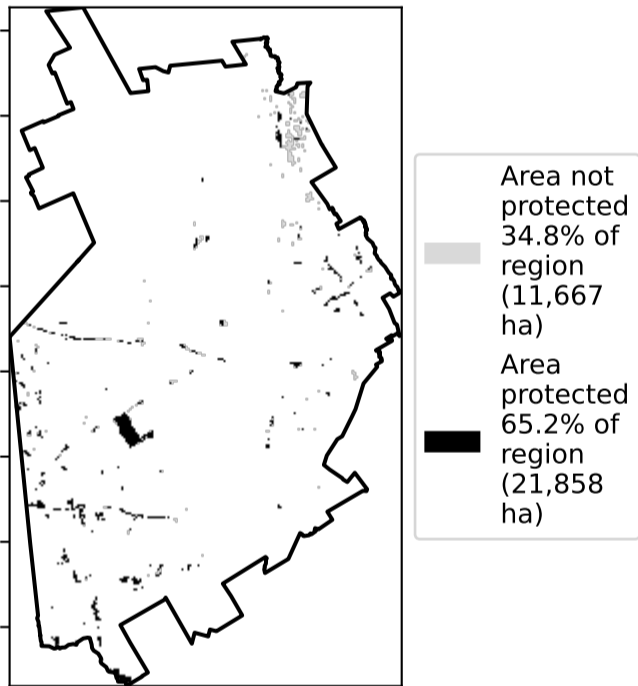 Area not
protected
34.8% of
region
(11,667
ha)
Area
protected
65.2% of
region
(21,858
ha)